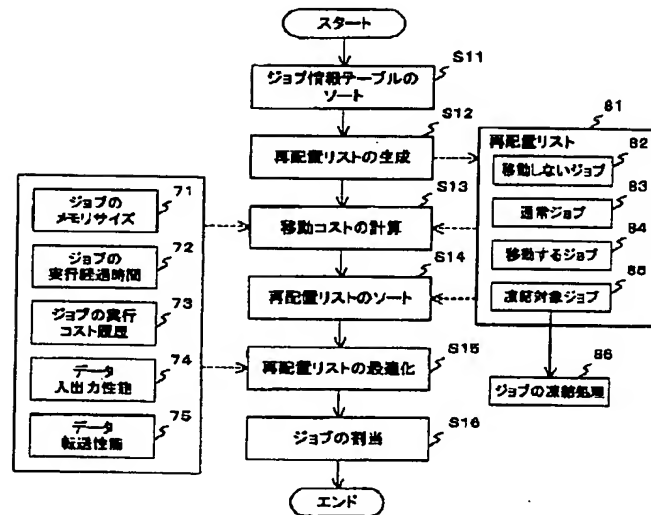 スタート
S11
ジョブ情報テーブルの
ソート
S12
再配置リストの生成
S13
移動コストの計算
S14
再配置リストのソート
S15
再配置リストの最適化
S16
ジョブの割当
エンド
71
ジョブの
メモリサイズ
72
ジョブの
実行経過時間
73
ジョブの実行
コスト履歴
74
データ
入出力性能
75
データ
転送性能
81
再配置リスト
82
移動しないジョブ
83
通常ジョブ
84
移動するジョブ
85
凍結対象ジョブ
86
ジョブの凍結処理